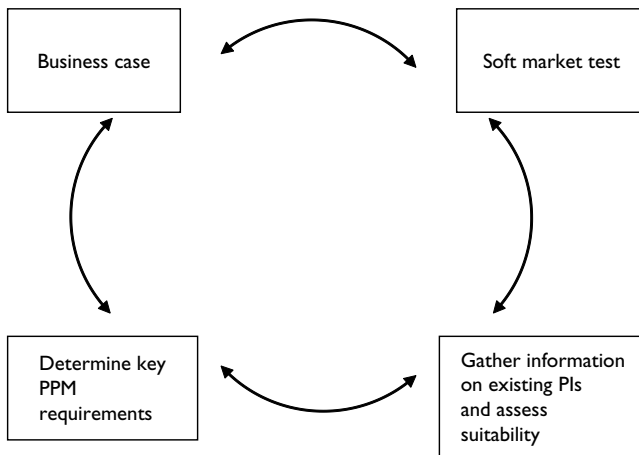 Business case
Soft market test
Determine key
PPM
requirements
Gather information
on existing PIs
and assess
suitability